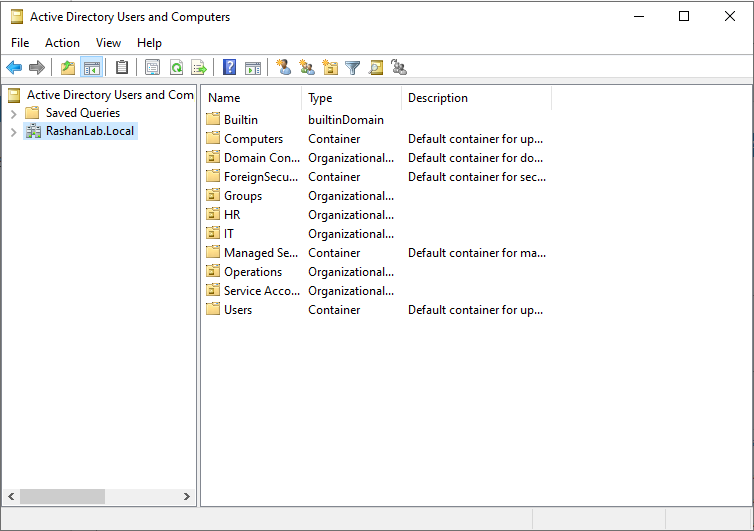 Active Directory Users and Computers
File Action View Help
Active Directory Users and Com
Saved Queries
RashanLab.Local
Name Type Description
Builtin builtinDomain
Computers Container Default container for up...
Domain Con... Organizational... Default container for do...
ForeignSecu... Container Default container for sec...
Groups Organizational...
HR Organizational...
IT Organizational...
Managed Se... Container Default container for ma...
Operations Organizational...
Service Acco... Organizational...
Users Container Default container for up...